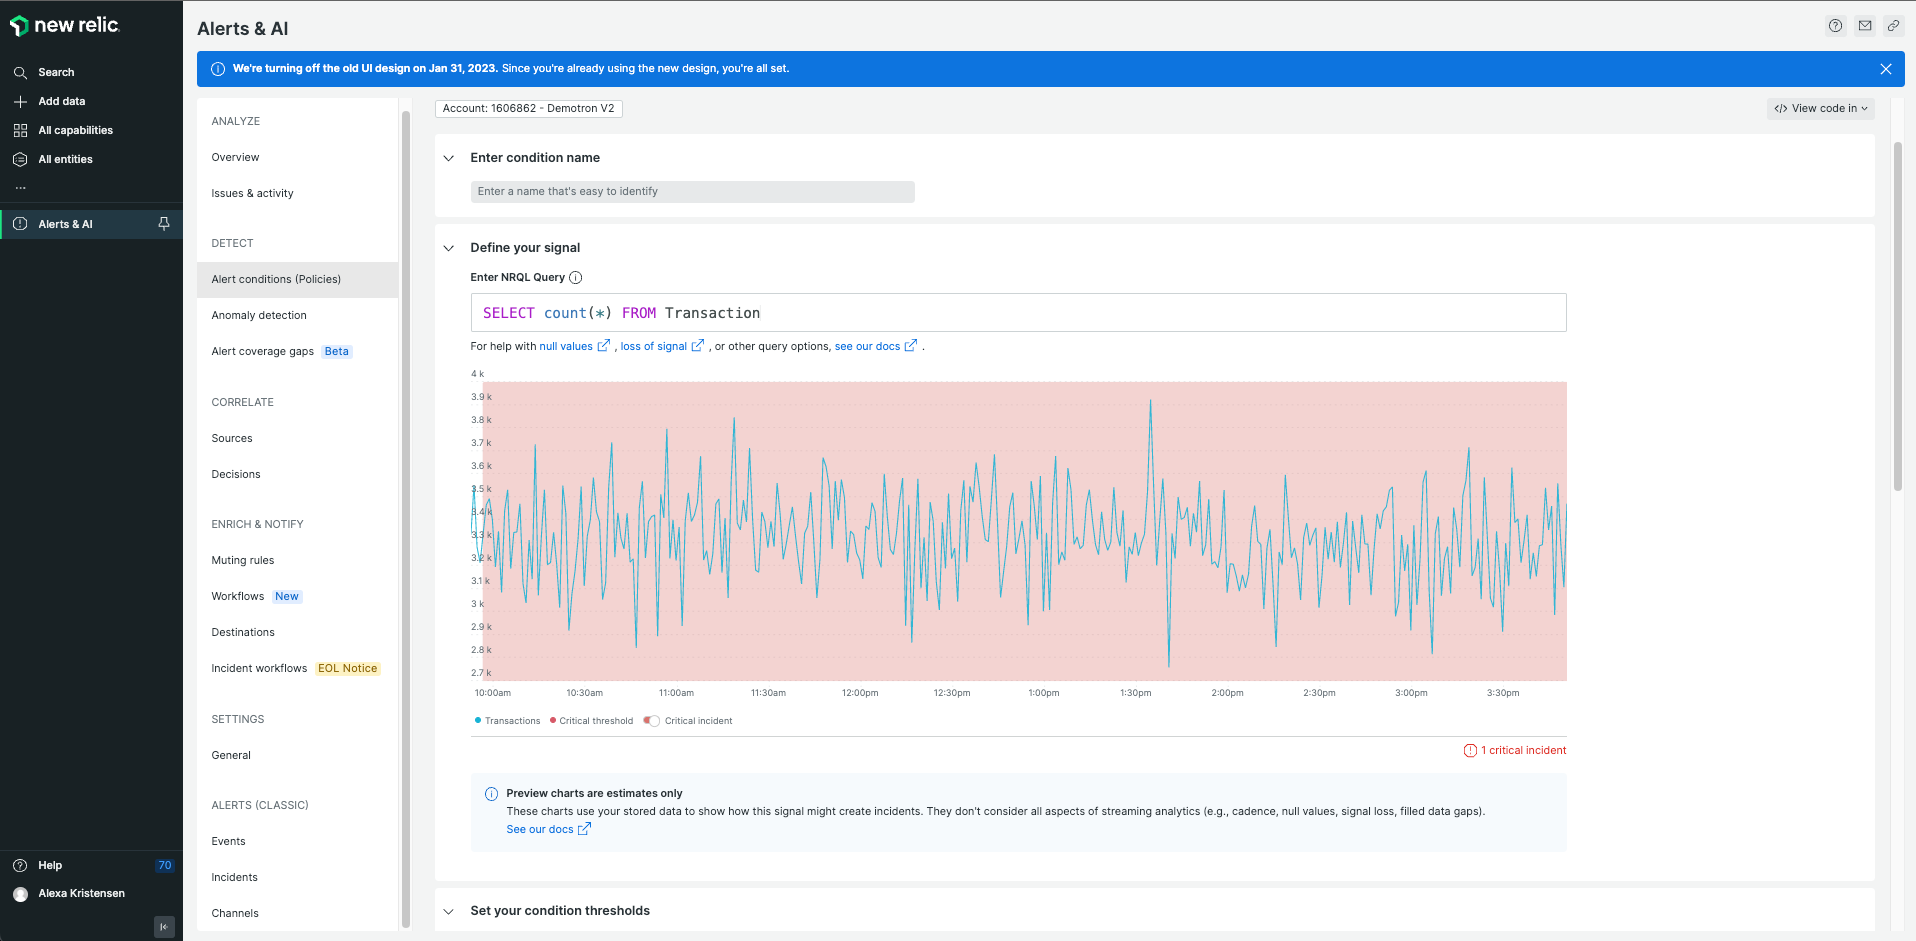 new relic.
Search
Add data
All capabilities
All entities
...
Alerts & AI
Help 70
Alexa Kristensen
Alerts & AI
We're turning off the old UI design on Jan 31, 2023. Since you're already using the new design, you're all set.
ANALYZE
Overview
Issues & activity
DETECT
Alert conditions (Policies)
Anomaly detection
Alert coverage gaps Beta
CORRELATE
Sources
Decisions
ENRICH & NOTIFY
Muting rules
Workflows New
Destinations
Incident workflows EOL Notice
SETTINGS
General
ALERTS (CLASSIC)
Events
Incidents
Channels
Account: 1606862 - Demotron V2
</> View code in
Enter condition name
Enter a name that's easy to identify
Define your signal
Enter NRQL Query
SELECT count(*) FROM Transaction
For help with null values , loss of signal , or other query options, see our docs .
4 k
3.9 k
3.8 k
3.7 k
3.6 k
3.5 k
3.4 k
3.3 k
3.2 k
3.1 k
3 k
2.9 k
2.8 k
2.7 k
10:00am 10:30am 11:00am 11:30am 12:00pm 12:30pm 1:00pm 1:30pm 2:00pm 2:30pm 3:00pm 3:30pm
Transactions Critical threshold Critical incident
1 critical incident
Preview charts are estimates only
These charts use your stored data to show how this signal might create incidents. They don't consider all aspects of streaming analytics (e.g., cadence, null values, signal loss, filled data gaps).
See our docs
Set your condition thresholds